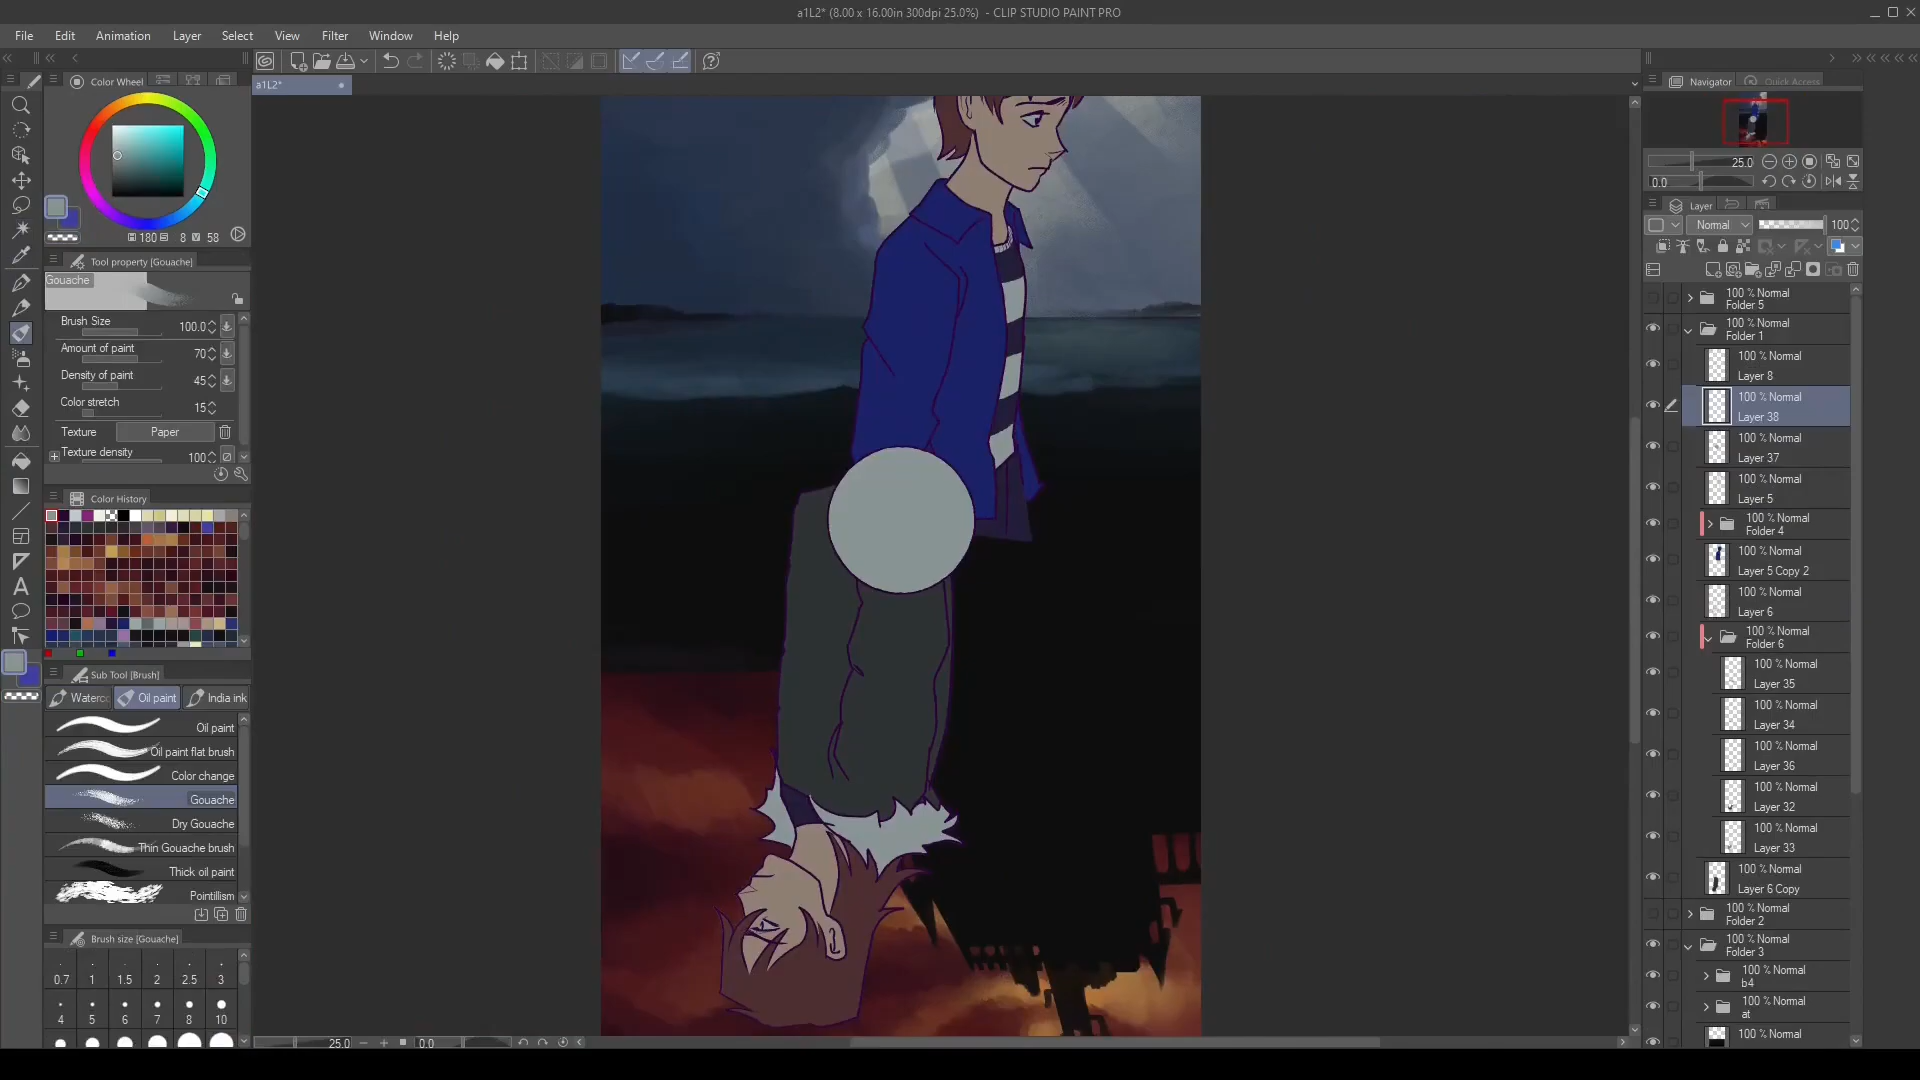 a1L2* (8.00 x 16.00in 300dpi 25.0%)  - CLIP STUDIO PAINT PRO
File Edit Animation Layer Select View Filter Window Help
a1L2*
Color Wheel
180 8 V 58
Tool property [Gouache]
Gouache
Brush Size 100.0
Amount of paint 70
Density of paint 45
Color stretch 15
Texture Paper
Texture density 100
Color History
Sub Tool [Brush]
Waterc Oil paint India ink
Oil paint
Oil paint flat brush
Color change
Gouache
Dry Gouache
Thin Gouache brush
Thick oil paint
Pointillism
Brush size [Gouache]
0.7 1 1.5 2 2.5 3
4 5 6 7 8 10
25.0 0.0
Navigator Quick Access
25.0
0.0
Layer
Normal 100
100 % Normal
Folder 5
100 % Normal
Folder 1
100 % Normal
Layer 8
100 % Normal
Layer 38
100 % Normal
Layer 37
100 % Normal
Layer 5
100 % Normal
Folder 4
100 % Normal
Layer 5 Copy 2
100 % Normal
Layer 6
100 % Normal
Folder 6
100 % Normal
Layer 35
100 % Normal
Layer 34
100 % Normal
Layer 36
100 % Normal
Layer 32
100 % Normal
Layer 33
100 % Normal
Layer 6 Copy
100 % Normal
Folder 2
100 % Normal
Folder 3
100 % Normal
b4
100 % Normal
at
100 % Normal